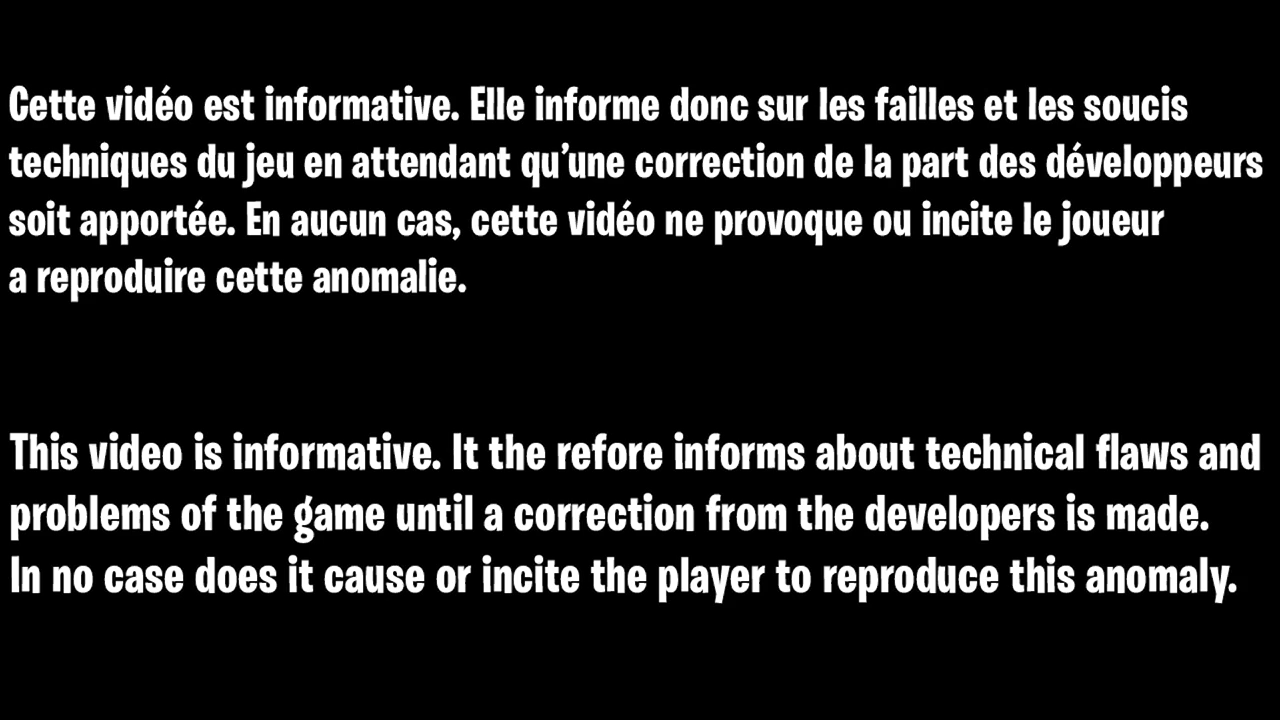 Cette vidéo est informative. Elle informe donc sur les failles et les soucis
techniques du jeu en attendant qu’une correction de la part des développeurs
soit apportée. En aucun cas, cette vidéo ne provoque ou incite le joueur
a reproduire cette anomalie.
This video is informative. It the refore informs about technical flaws and
problems of the game until a correction from the developers is made.
In no case does it cause or incite the player to reproduce this anomaly.